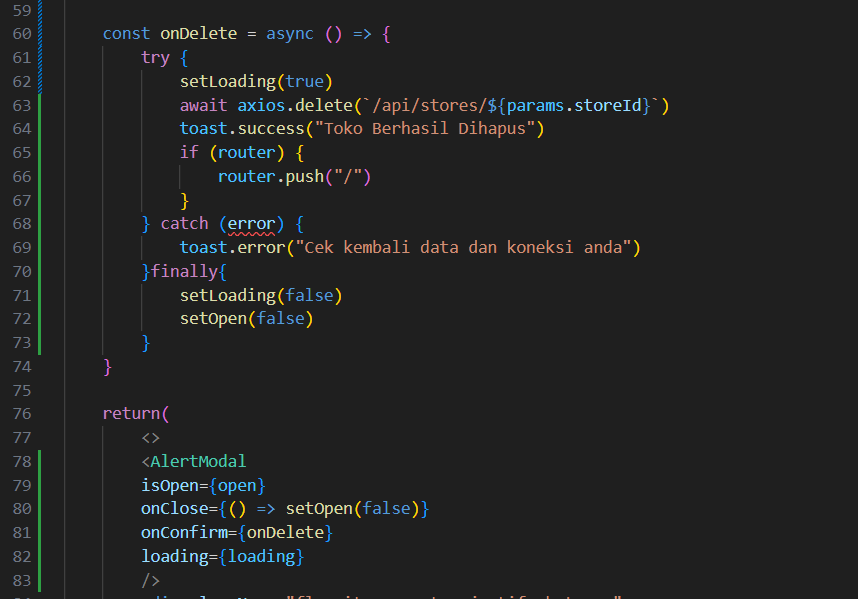 59
60 const onDelete = async () => {
61 try {
62 setLoading(true)
63 await axios.delete(`/api/stores/${params.storeId}`)
64 toast.success("Toko Berhasil Dihapus")
65 if (router) {
66 router.push("/")
67 }
68 } catch (error) {
69 toast.error("Cek kembali data dan koneksi anda")
70 }finally{
71 setLoading(false)
72 setOpen(false)
73 }
74 }
75
76 return(
77 <>
78 <AlertModal
79 isOpen={open}
80 onClose={() => setOpen(false)}
81 onConfirm={onDelete}
82 loading={loading}
83 />